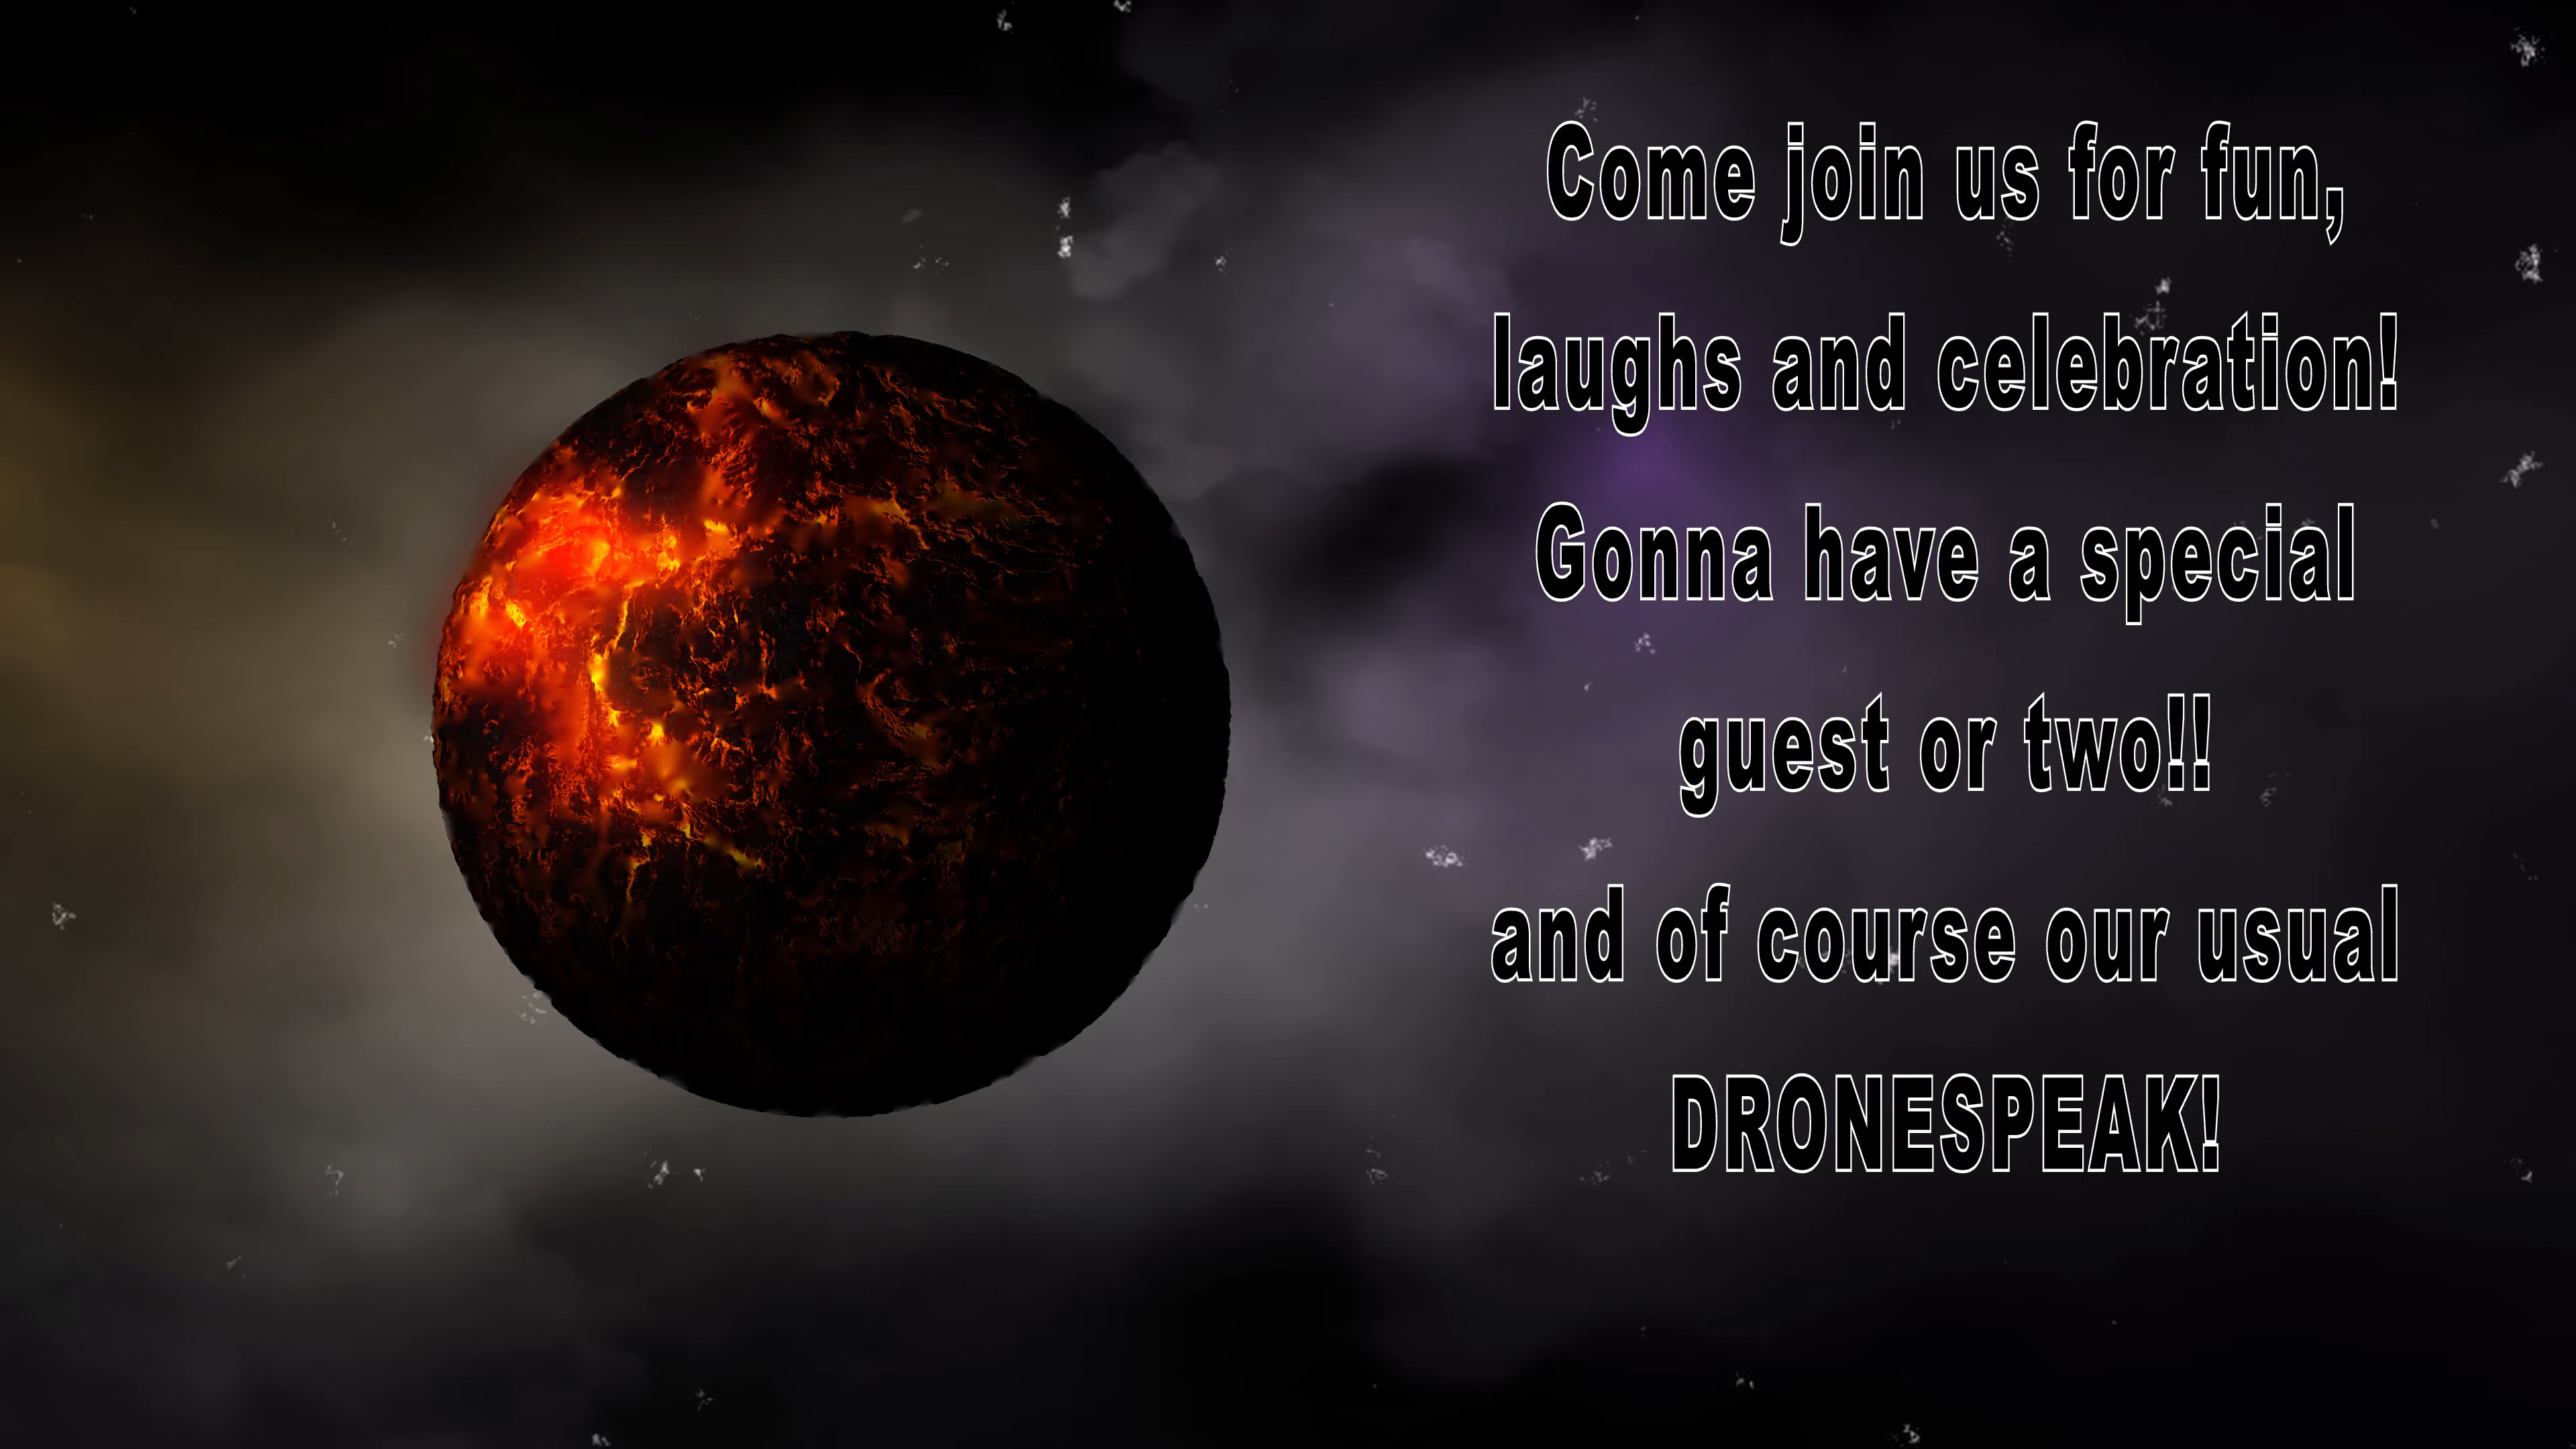 Come join us for fun,
laughs and celebration!
Gonna have a special
guest or two!!
and of course our usual
DRONESPEAK!